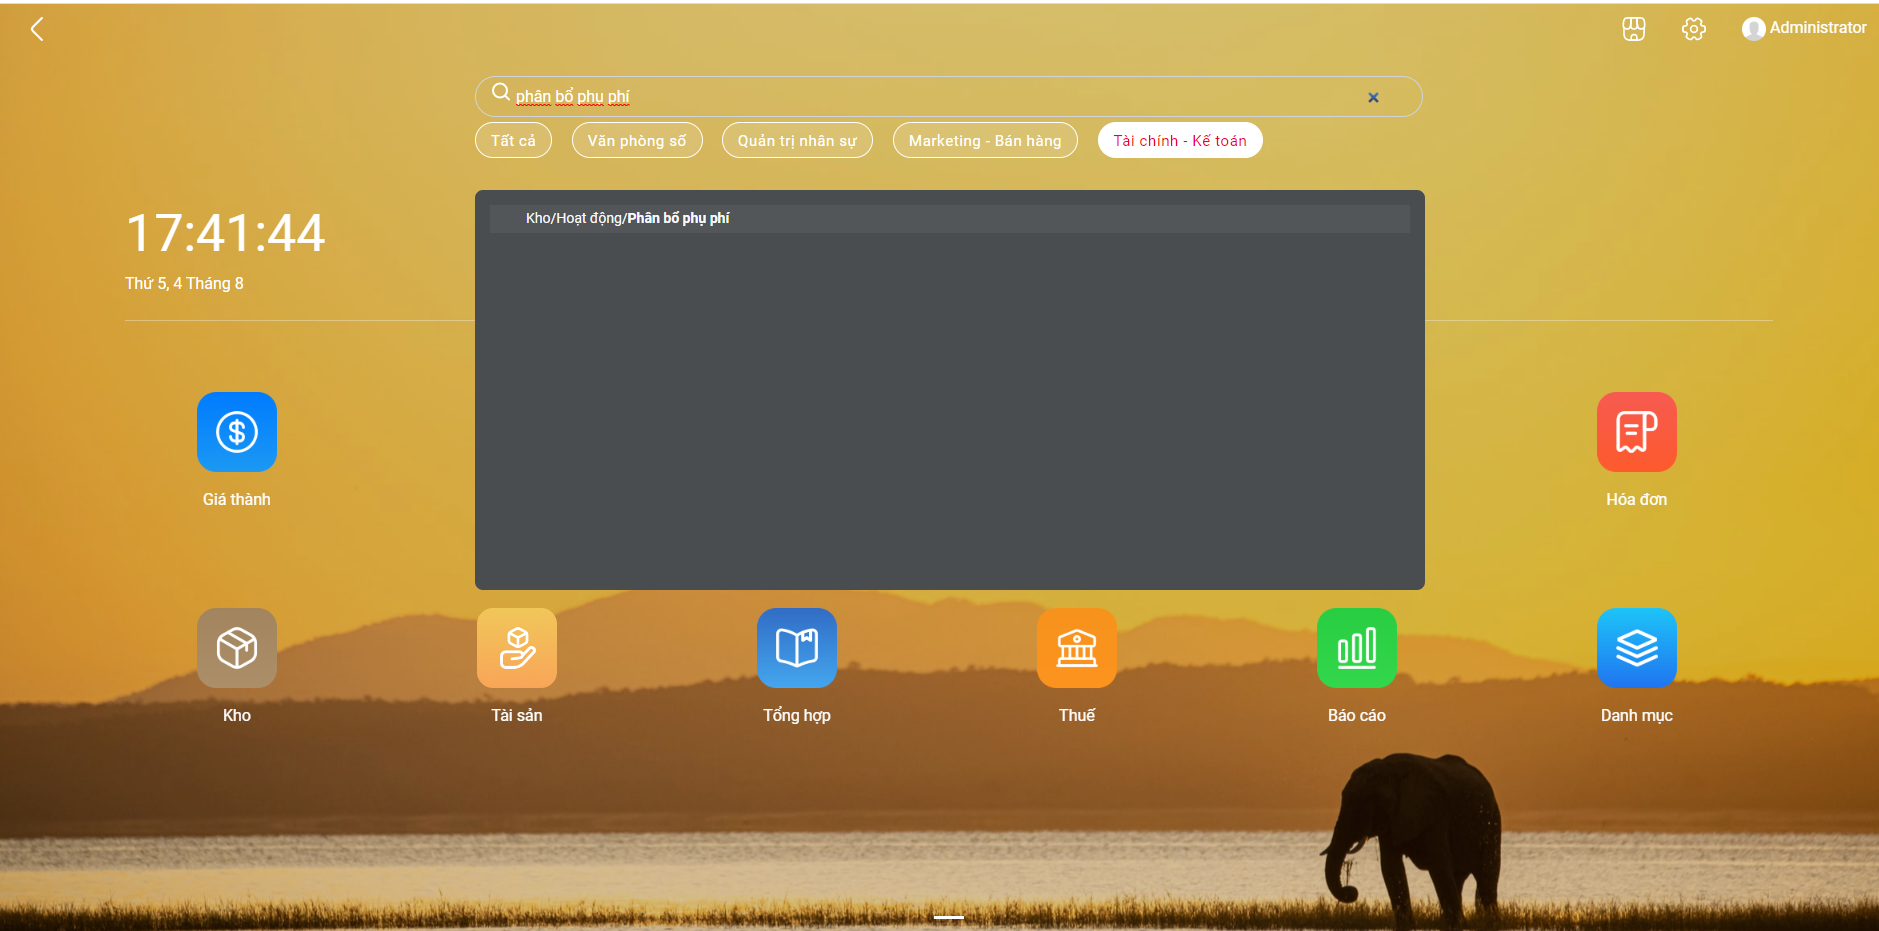 Administrator
phân bổ phụ phí
Tất cả
Văn phòng số
Quản trị nhân sự
Marketing - Bán hàng
Tài chính - Kế toán
Kho/Hoạt động/Phân bổ phụ phí
17:41:44
Thứ 5, 4 Tháng 8
Giá thành
Hóa đơn
Kho
Tài sản
Tổng hợp
Thuế
Báo cáo
Danh mục